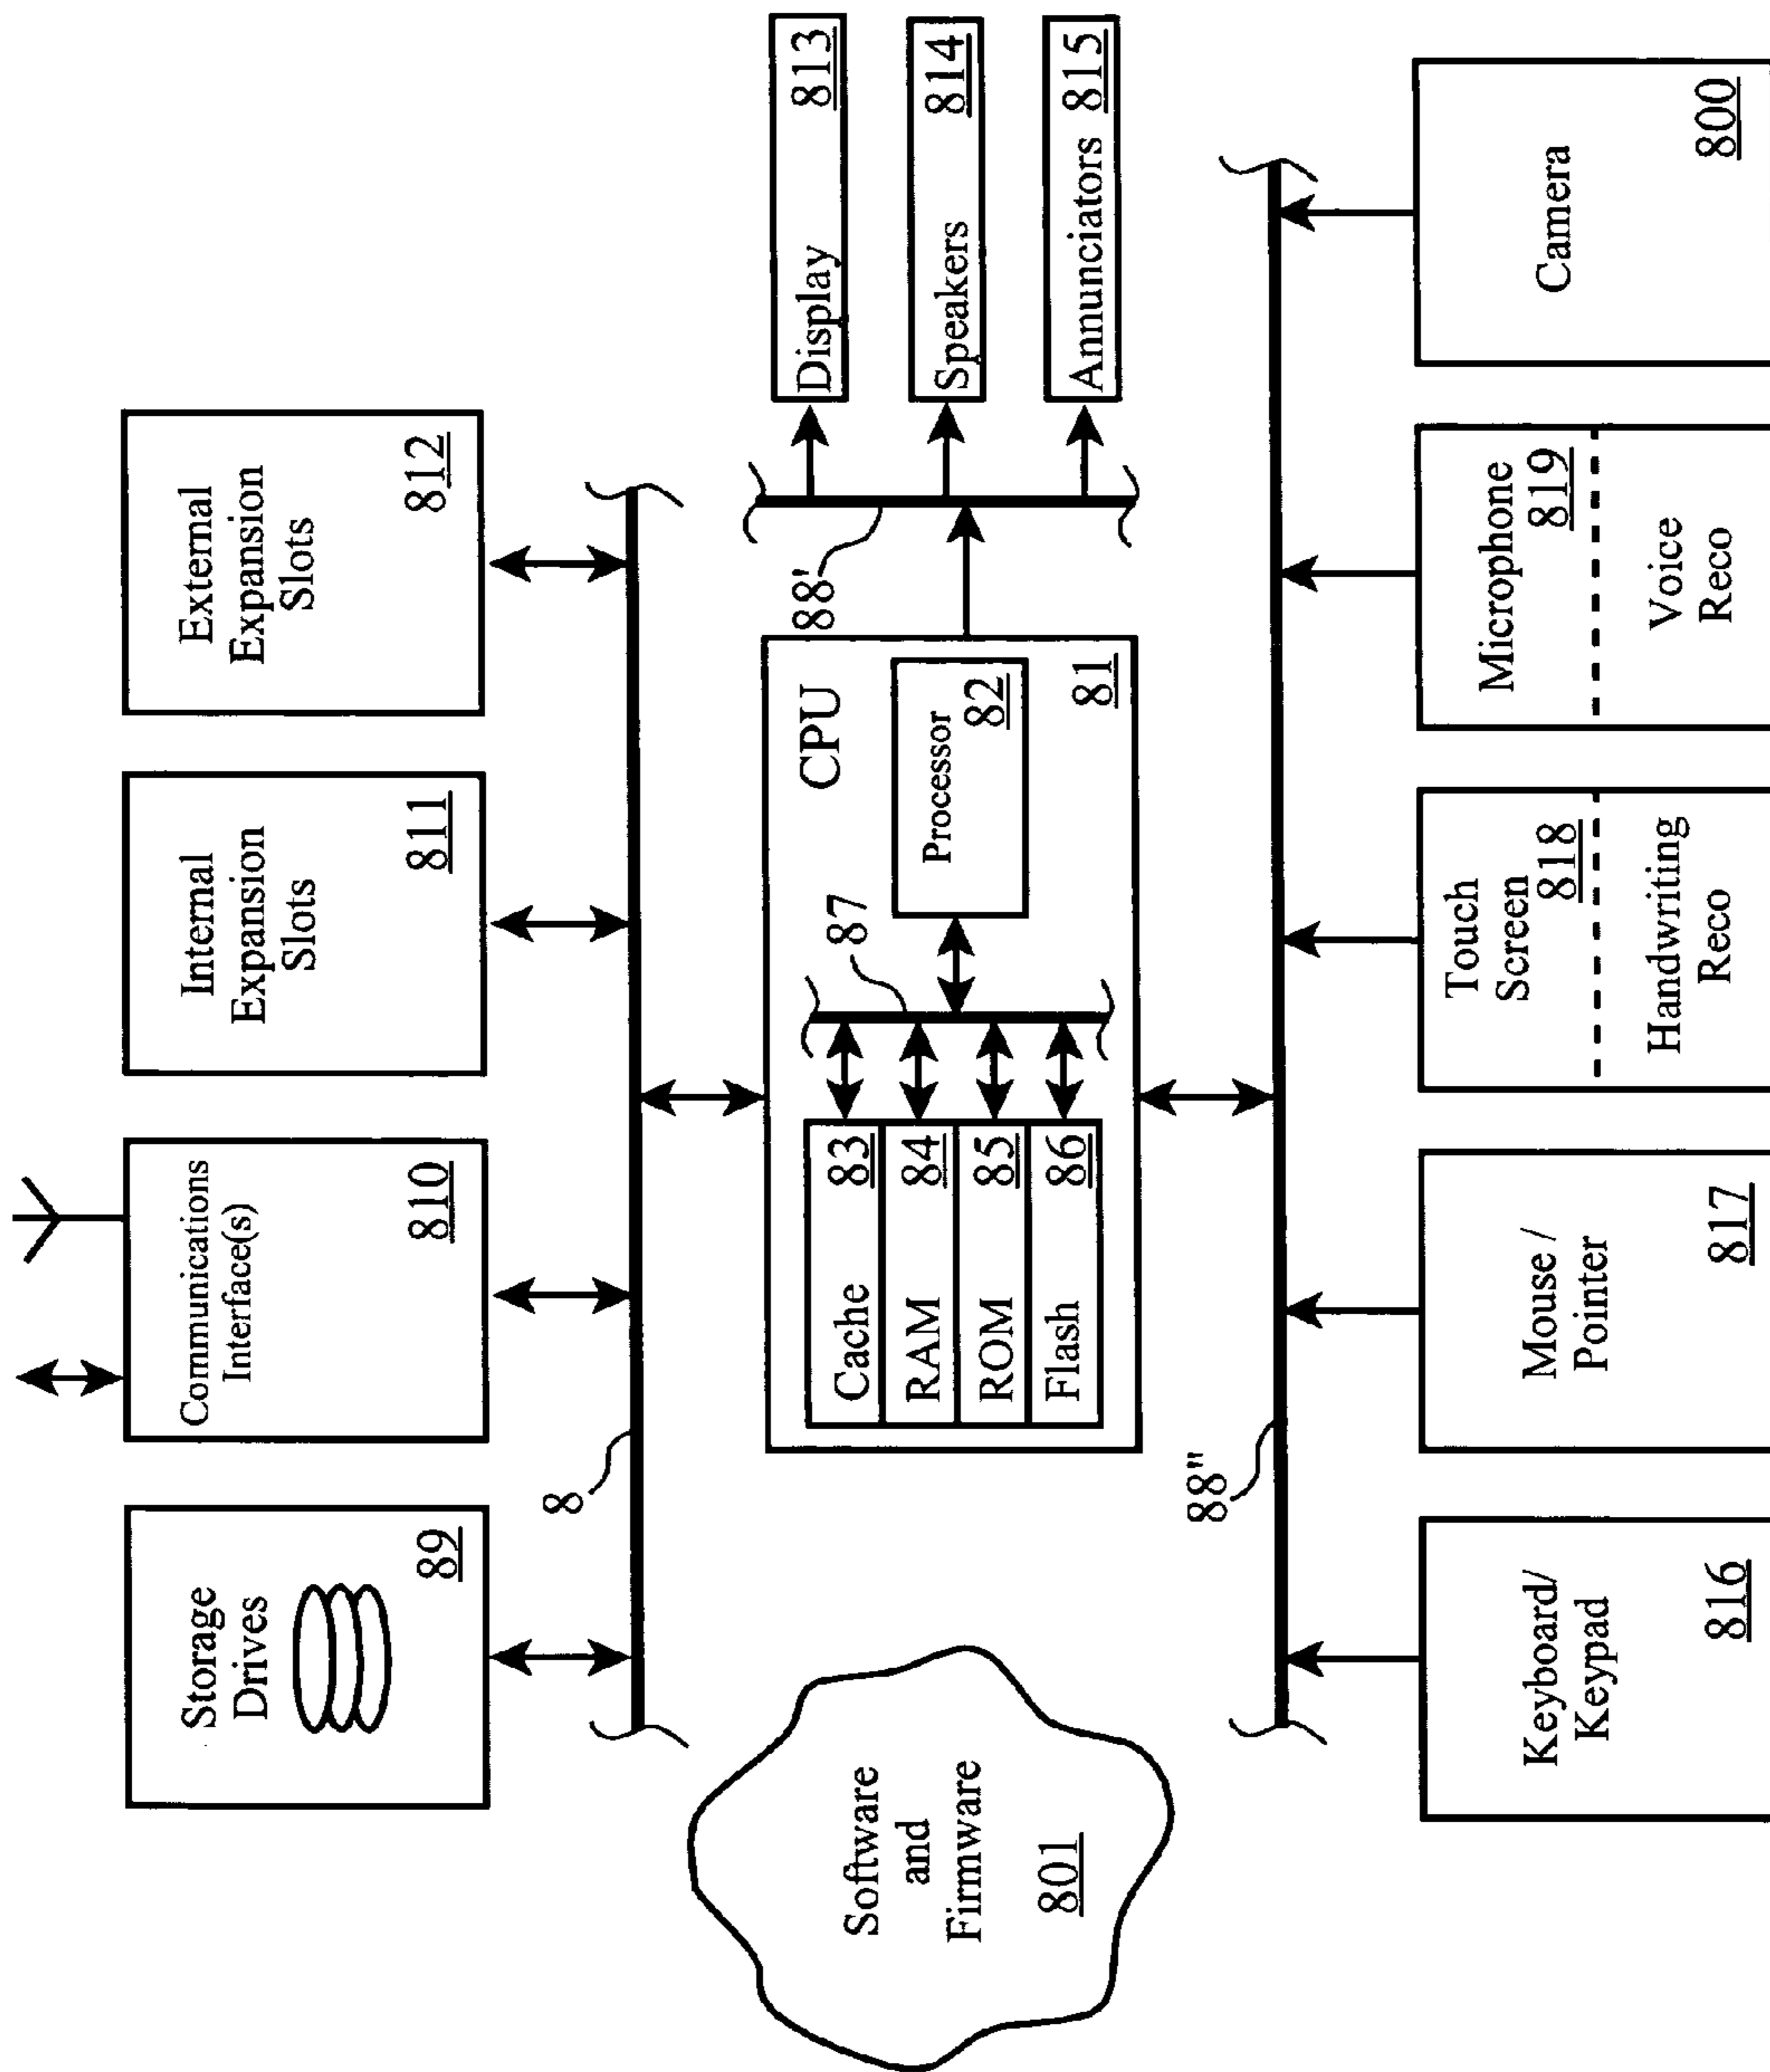 Storage
Drives
89
Communications
Interface(s)
810
Internal
Expansion
Slots
811
External
Expansion
Slots
812
8
CPU
Cache 83
RAM 84
ROM 85
Flash 86
87
Processor
82
81
88'
Display 813
Speakers 814
Annunciators 815
Software
and
Firmware
801
88"
Keyboard/
Keypad
816
Mouse /
Pointer
817
Touch
Screen
818
Handwriting
Reco
Microphone
819
Voice
Reco
Camera
800